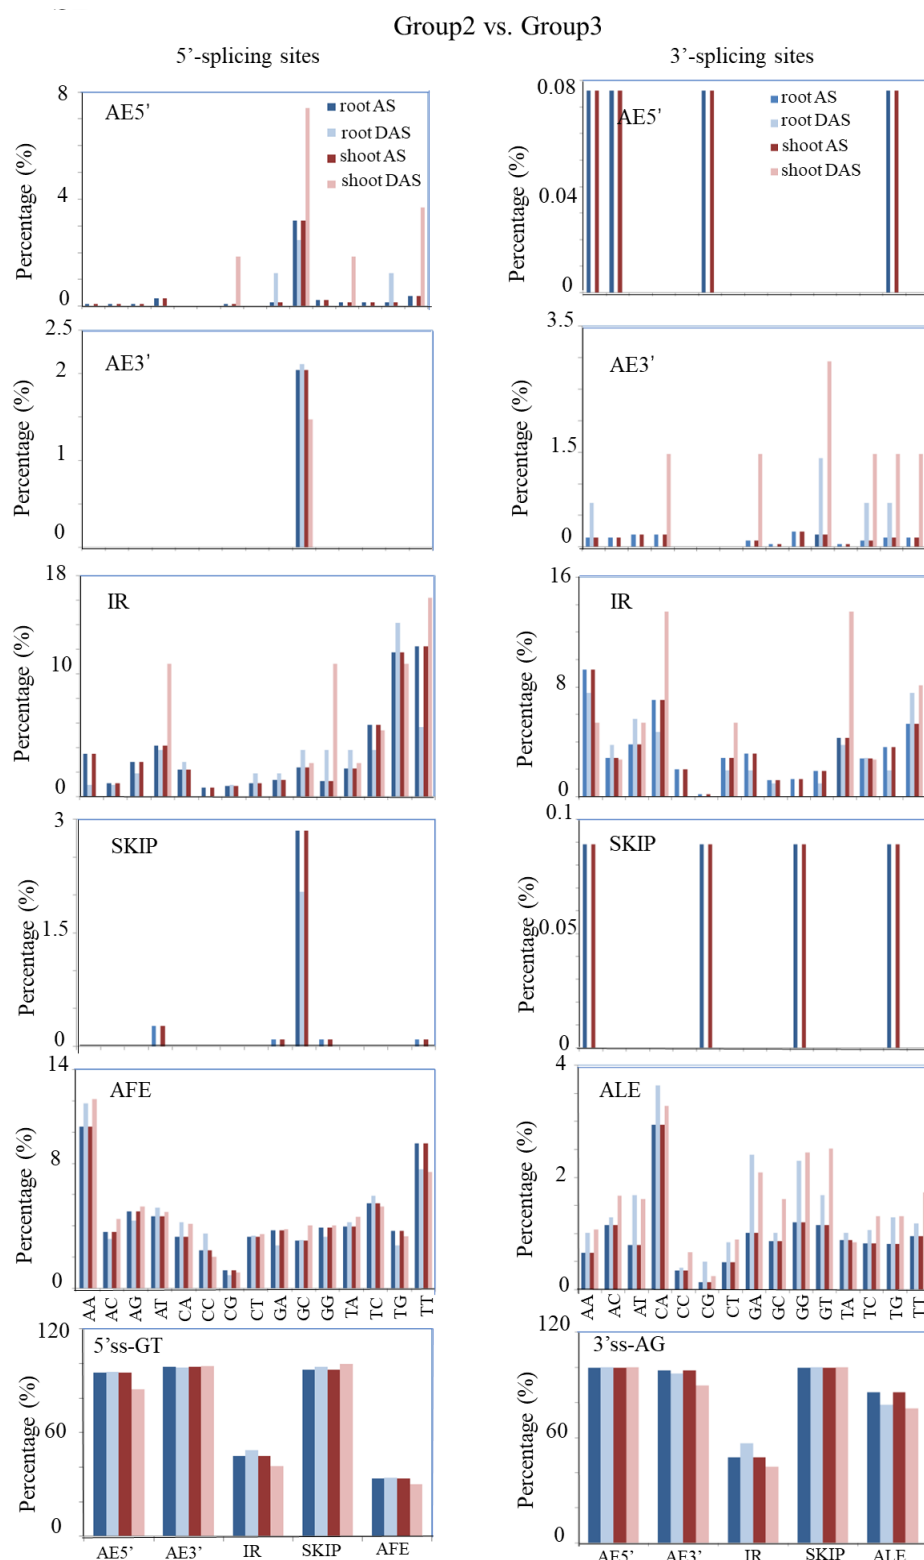 Group2 vs. Group3
5’-splicing sites
3’-splicing sites
AE5’
root AS
root DAS
shoot AS
shoot DAS
Percentage (%)
8
4
0
AE5’
root AS
root DAS
shoot AS
shoot DAS
Percentage (%)
0.08
0.04
0
AE3’
Percentage (%)
2.5
2
1
0
AE3’
Percentage (%)
3.5
1.5
0
IR
Percentage (%)
18
10
0
IR
Percentage (%)
16
8
0
SKIP
Percentage (%)
3
1.5
0
SKIP
Percentage (%)
0.1
0.05
0
AFE
Percentage (%)
14
8
0
AA AC AG AT CA CC CG CT GA GC GG TA TC TG TT
ALE
Percentage (%)
4
2
0
AA AC AT CA CC CG CT GA GC GG GT TA TC TG TT
5’ss-GT
Percentage (%)
120
60
0
AE5’ AE3’ IR SKIP AFE
3’ss-AG
Percentage (%)
120
60
0
AE5’ AE3’ IR SKIP ALE